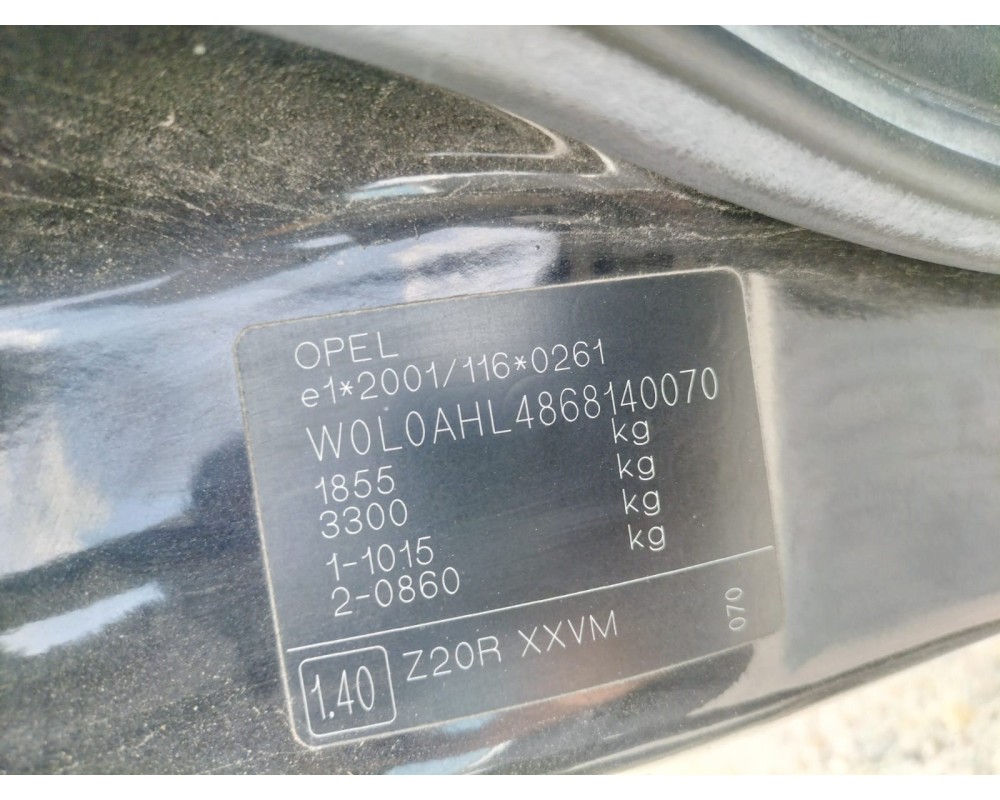 OPEL
e1*2001/116*0261
W0L0AHL4868140070
1855 kg
3300 kg
1-1015 kg
2-0860 kg
1.40 Z20R XXVM 070